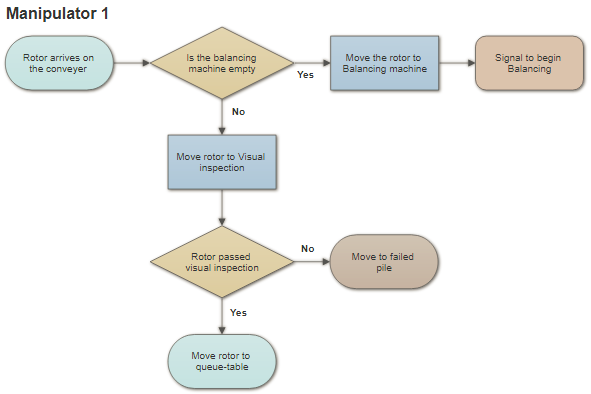 Manipulator 1
Rotor arrives on
the conveyer
Is the balancing
machine empty
Yes
Move the rotor to
Balancing machine
Signal to begin
Balancing
No
Move rotor to Visual
inspection
Rotor passed
visual inspection
No
Move to failed
pile
Yes
Move rotor to
queue-table